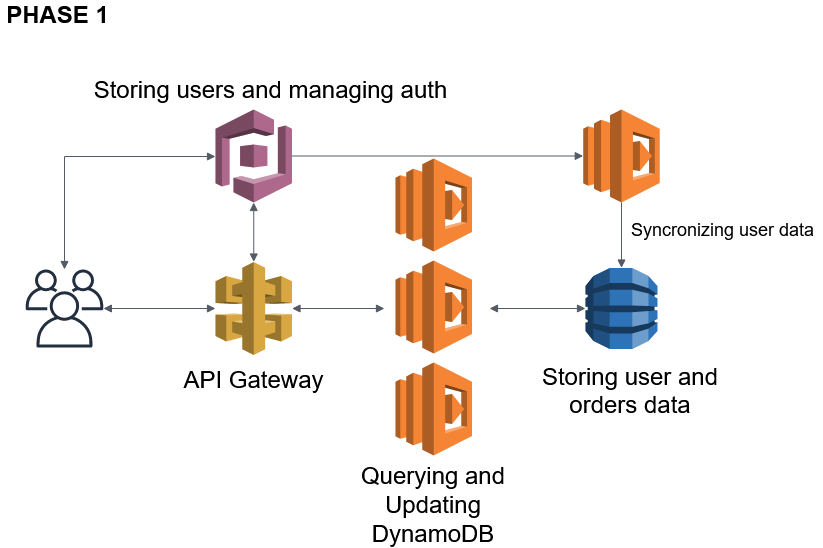 PHASE 1
Storing users and managing auth
Syncronizing user data
API Gateway
Storing user and
orders data
Querying and
Updating
DynamoDB